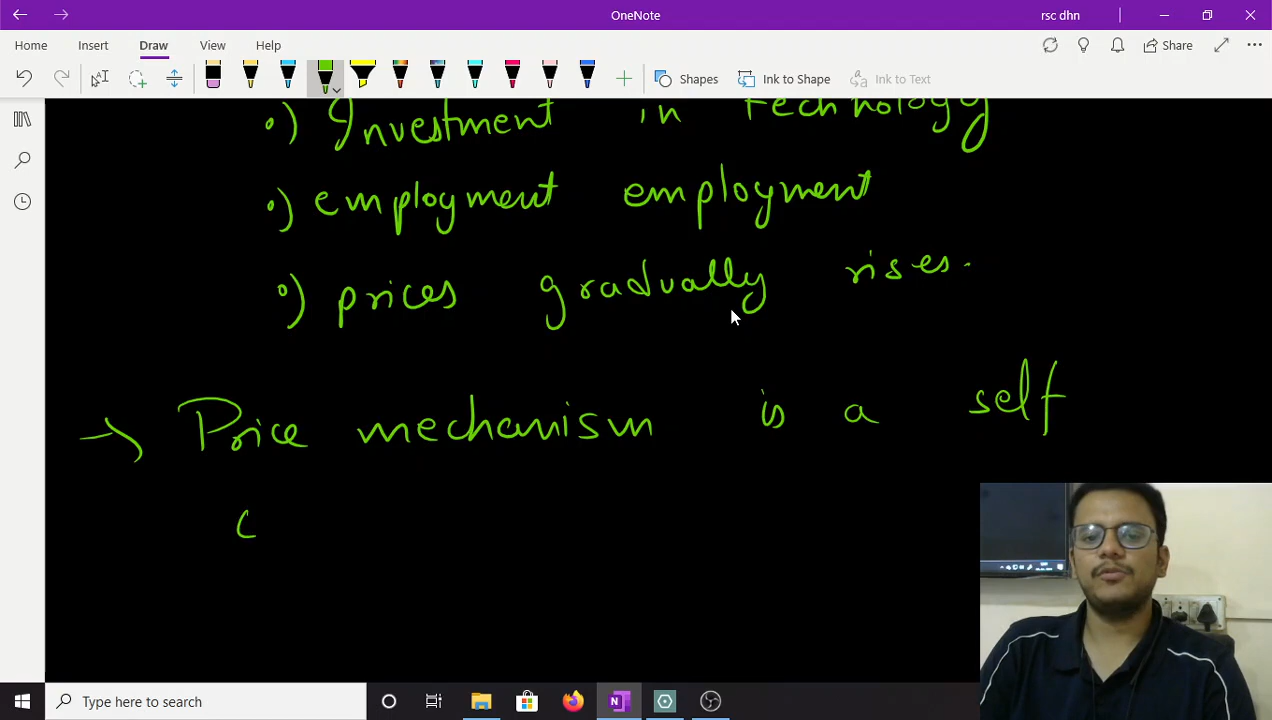 OneNote
rsc dhn
Home Insert Draw View Help
Share
Shapes Ink to Shape Ink to Text
•) Investment in technology
•) employment employment
•) prices gradually rises.
→ Price mechanism is a self
c
Type here to search